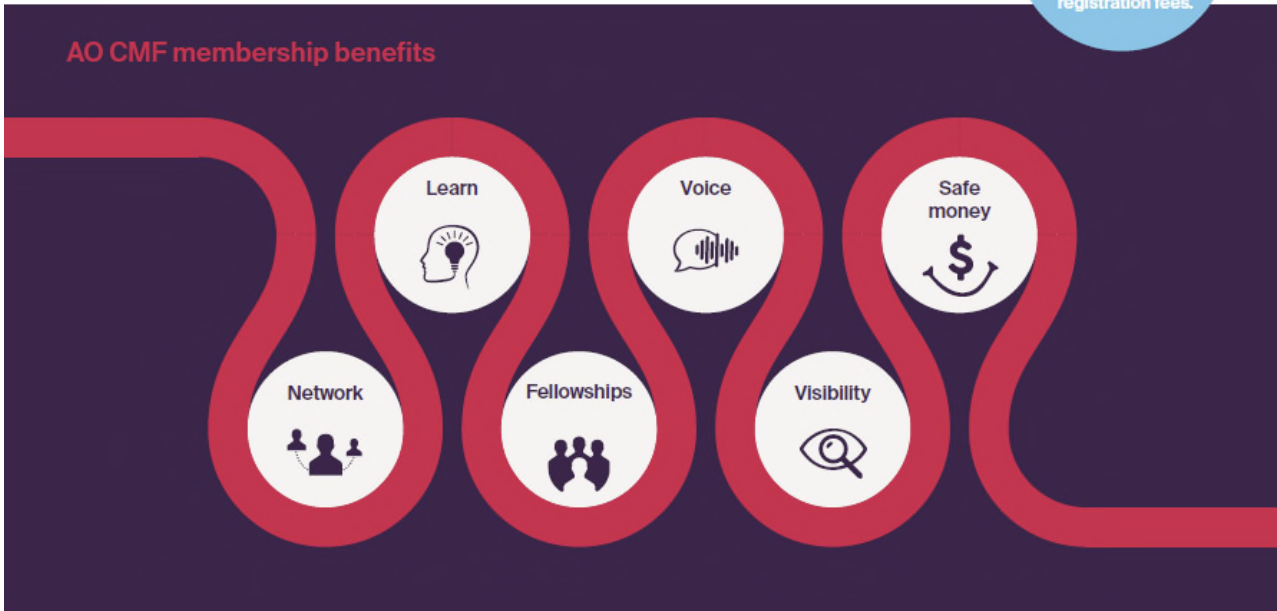 registration fees.
AO CMF membership benefits
Learn
Voice
Safe
money
Network
Fellowships
Visibility
$